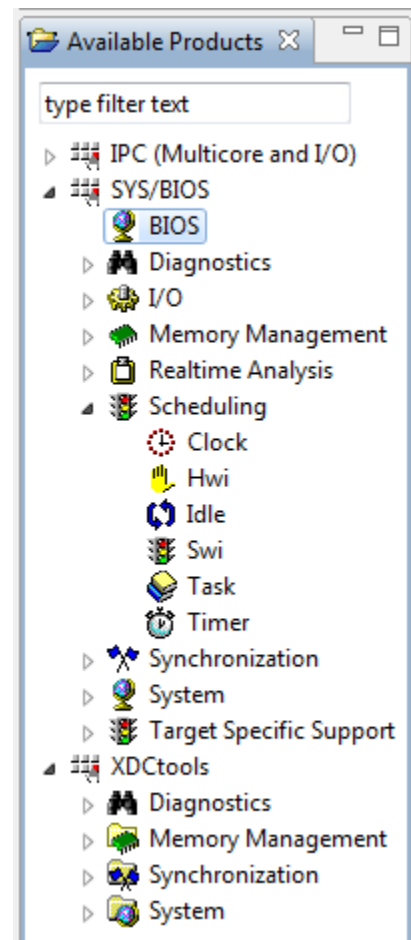 Available Products
type filter text
IPC (Multicore and I/O)
SYS/BIOS
BIOS
Diagnostics
I/O
Memory Management
Realtime Analysis
Scheduling
Clock
Hwi
Idle
Swi
Task
Timer
Synchronization
System
Target Specific Support
XDCtools
Diagnostics
Memory Management
Synchronization
System